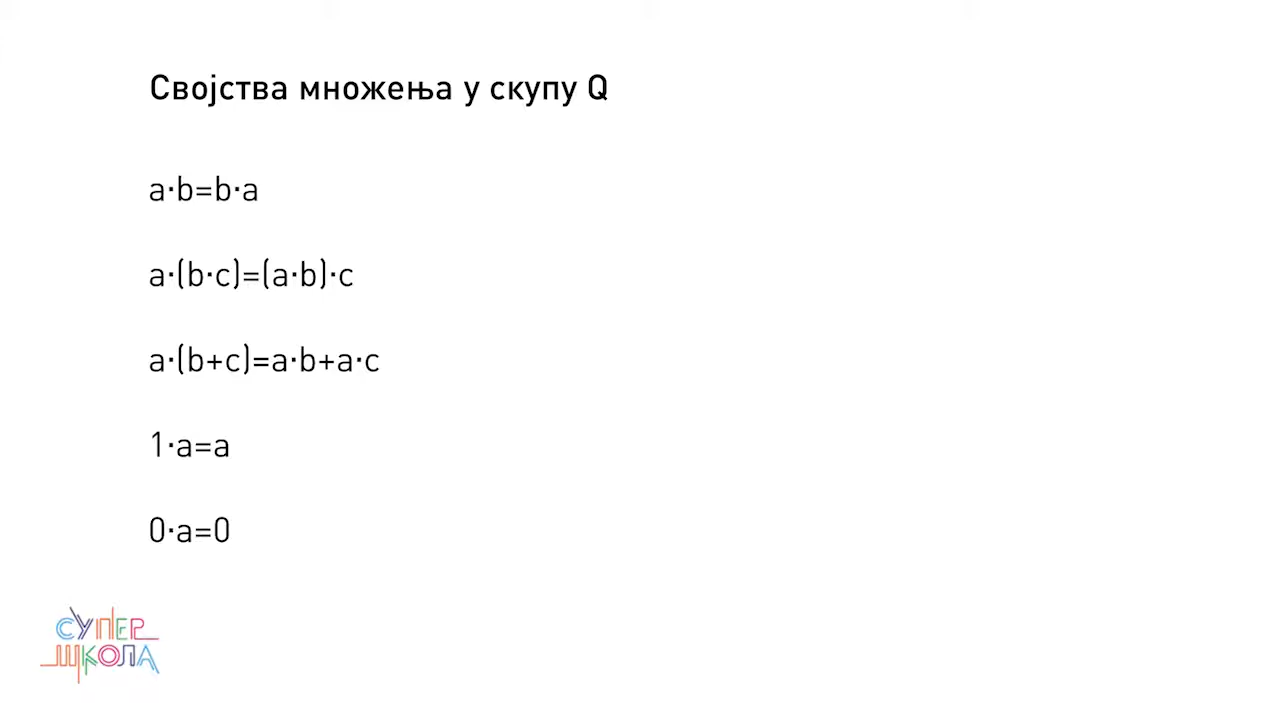 Својства множења у скупу Q
a·b=b·a
a·(b·c)=(a·b)·c
a·(b+c)=a·b+a·c
1·a=a
0·a=0
СУПЕР
ШКОЛА